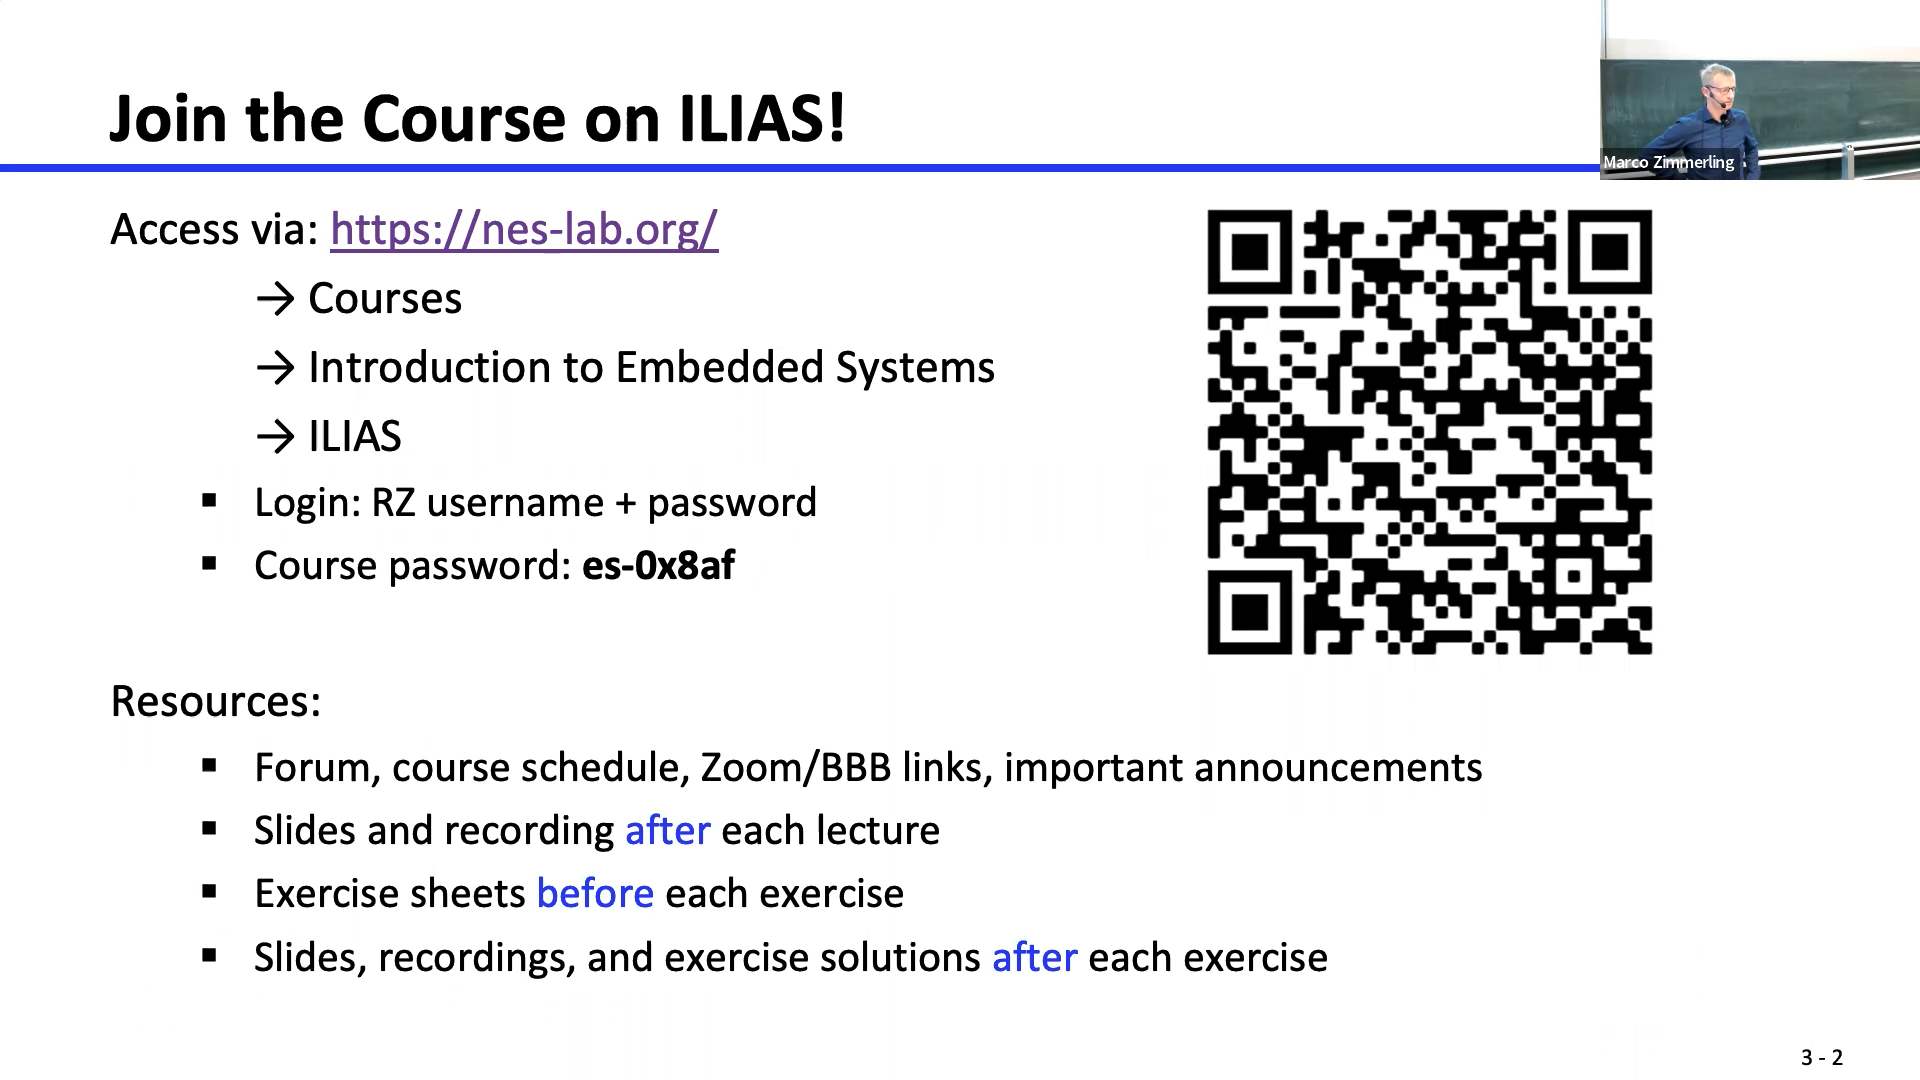 Join the Course on ILIAS!
Marco Zimmerling
Access via: https://nes-lab.org/
→ Courses
→ Introduction to Embedded Systems
→ ILIAS
▪ Login: RZ username + password
▪ Course password: es-0x8af
Resources:
▪ Forum, course schedule, Zoom/BBB links, important announcements
▪ Slides and recording after each lecture
▪ Exercise sheets before each exercise
▪ Slides, recordings, and exercise solutions after each exercise
3 - 2